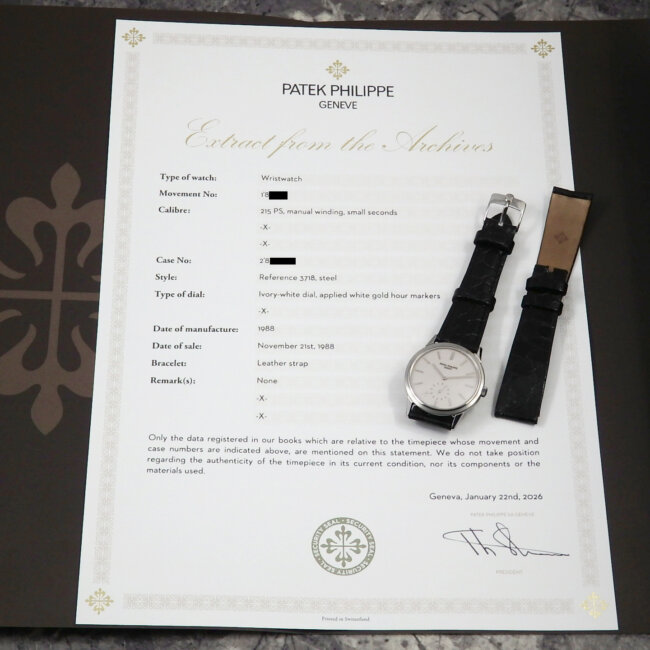 PATEK PHILIPPE
GENEVE
Extract from the Archives
Type of watch: Wristwatch
Movement No: 1'8
Calibre: 215 PS, manual winding, small seconds
-X-
-X-
Case No: 2'8
Style: Reference 3718, steel
Type of dial: Ivory-white dial, applied white gold hour markers
-X-
Date of manufacture: 1988
Date of sale: November 21st, 1988
Bracelet: Leather strap
Remark(s): None
-X-
-X-
Only the data registered in our books which are relative to the timepiece whose movement and
case numbers are indicated above, are mentioned on this statement. We do not take position
regarding the authenticity of the timepiece in its current condition, nor its components or the
materials used.
Geneva, January 22nd, 2026
PATEK PHILIPPE SA GENEVE
PRESIDENT
SECURITY SEAL SECURITY SEAL
Printed in Switzerland
PATEK PHILIPPE